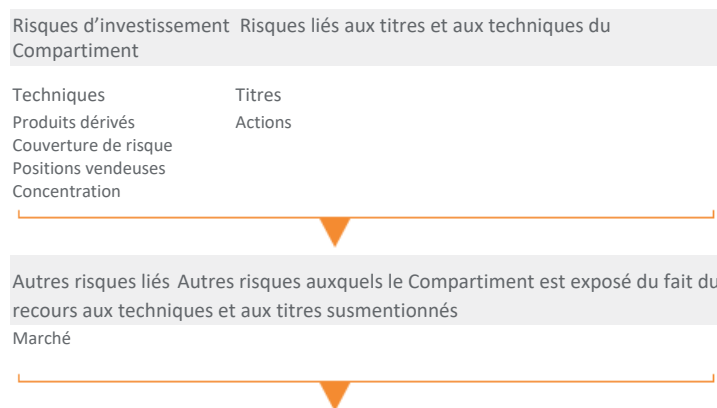 Risques d’investissement Risques liés aux titres et aux techniques du
Compartiment
Techniques Titres
Produits dérivés Actions
Couverture de risque
Positions vendeuses
Concentration
Autres risques liés Autres risques auxquels le Compartiment est exposé du fait du
recours aux techniques et aux titres susmentionnés
Marché